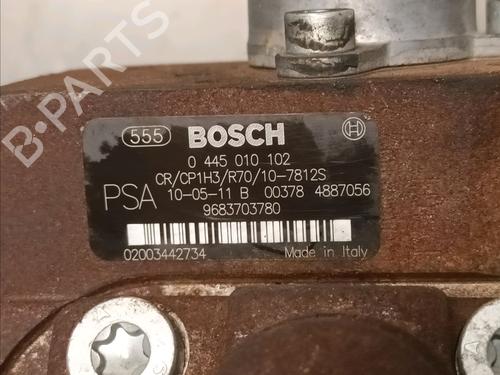 B-PARTS
555 BOSCH
0 445 010 102
CR/CP1H3/R70/10-7812S
PSA 10-05-11 B 00378 4887056
9683703780
02003442734 Made in Italy